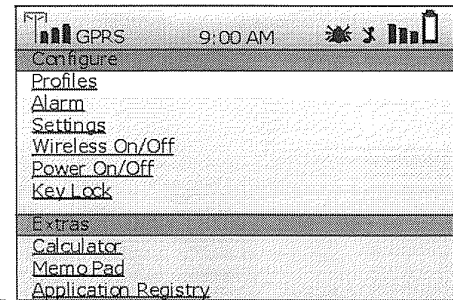 GPRS 9:00 AM
Configure
Profiles
Alarm
Settings
Wireless On/Off
Power On/Off
Key Lock
Extras
Calculator
Memo Pad
Application Registry